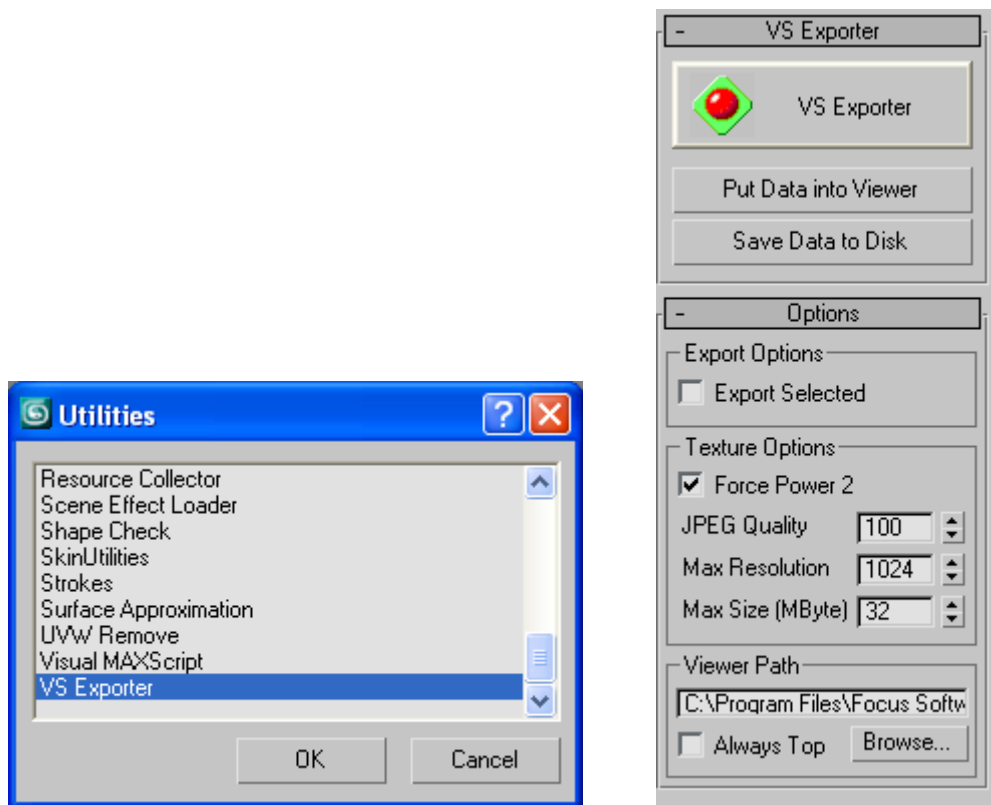 Utilities
Resource Collector
Scene Effect Loader
Shape Check
SkinUtilities
Strokes
Surface Approximation
UVW Remove
Visual MAXScript
VS Exporter
OK Cancel
- VS Exporter
VS Exporter
Put Data into Viewer
Save Data to Disk
- Options
Export Options
Export Selected
Texture Options
Force Power 2
JPEG Quality 100
Max Resolution 1024
Max Size (MByte) 32
Viewer Path
C:\Program Files\Focus Softw
Always Top Browse...